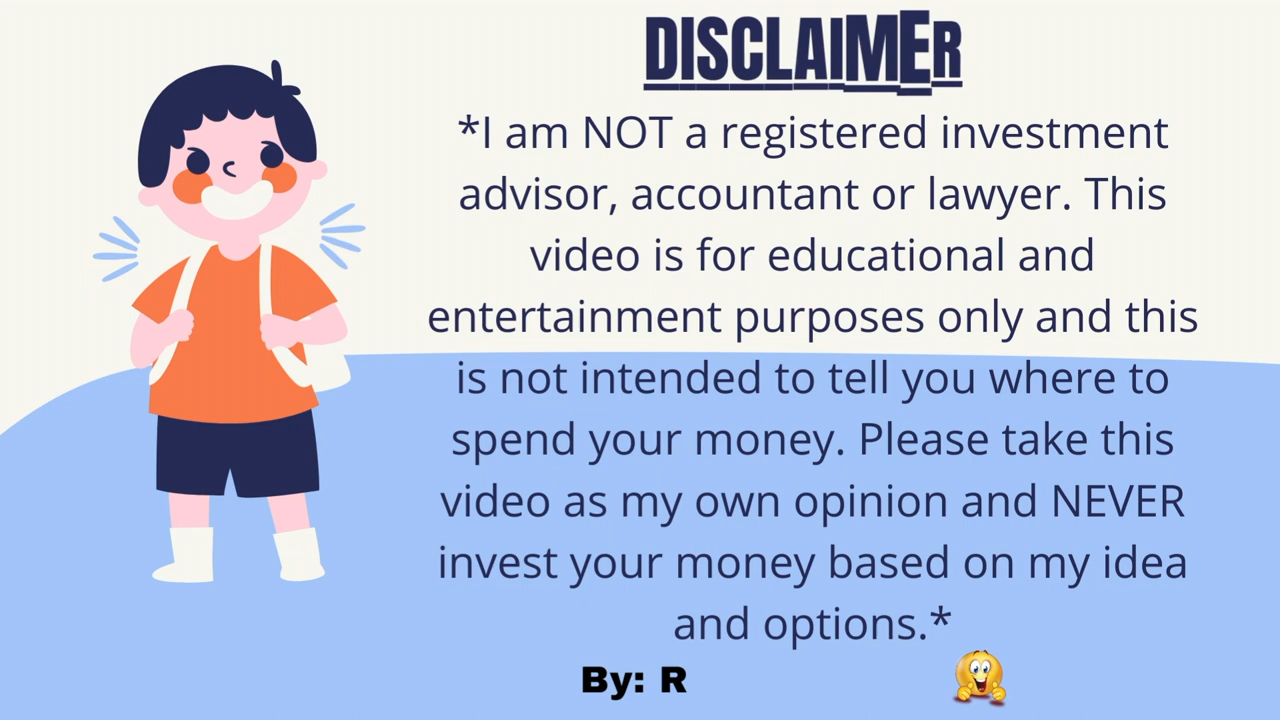 DISCLAIMER
*I am NOT a registered investment
advisor, accountant or lawyer. This
video is for educational and
entertainment purposes only and this
is not intended to tell you where to
spend your money. Please take this
video as my own opinion and NEVER
invest your money based on my idea
and options.*
By: R